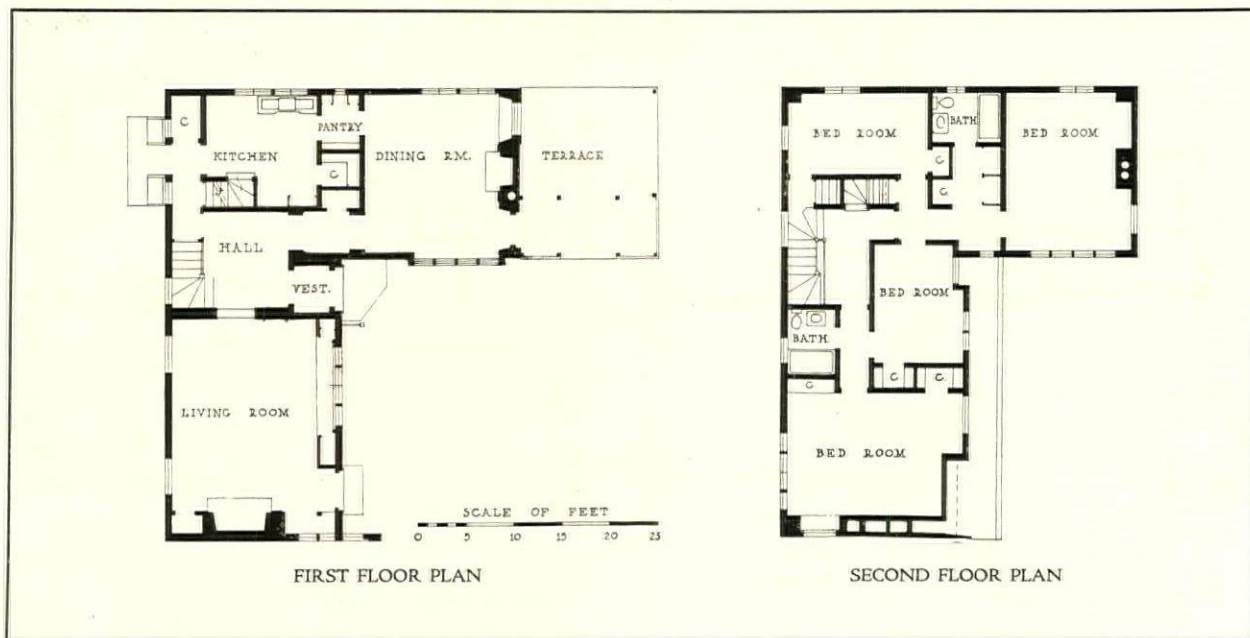 C
KITCHEN
PANTRY
C
DINING RM.
TERRACE
HALL
VEST.
LIVING ROOM
SCALE OF FEET
0 5 10 15 20 25
FIRST FLOOR PLAN
BED ROOM
BATH
BED ROOM
C
C
BED ROOM
BATH
C
C
C
BED ROOM
SECOND FLOOR PLAN